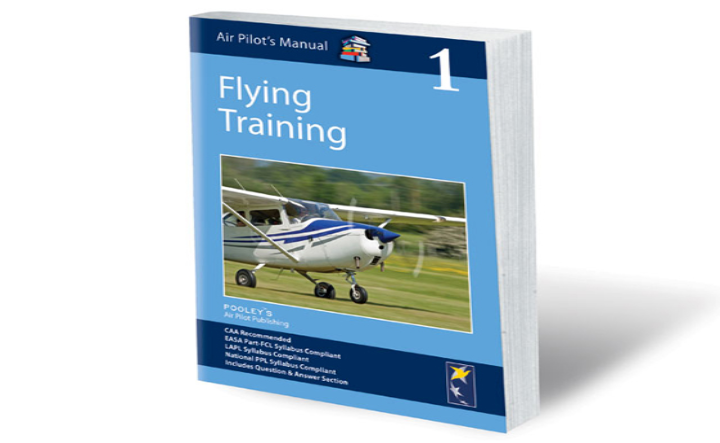 Air Pilot's Manual
1
Flying
Training
POOLEY'S
Air Pilot Publishing
CAA Recommended
EASA Part-FCL Syllabus Compliant
LAPL Syllabus Compliant
National PPL Syllabus Compliant
Includes Question & Answer Section